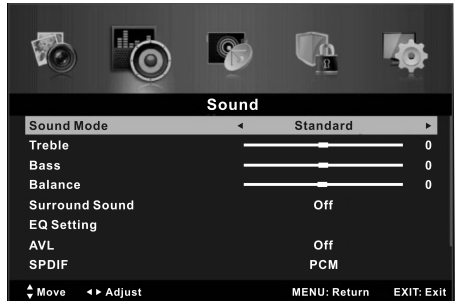 Sound
Sound Mode Standard
Treble 0
Bass 0
Balance 0
Surround Sound Off
EQ Setting
AVL Off
SPDIF PCM
Move Adjust MENU: Return EXIT: Exit